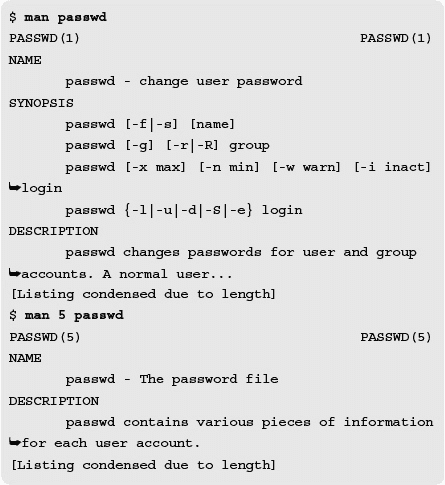 $ man passwd
PASSWD(1) PASSWD(1)
NAME
passwd - change user password
SYNOPSIS
passwd [-f|-s] [name]
passwd [-g] [-r|-R] group
passwd [-x max] [-n min] [-w warn] [-i inact]
➥login
passwd {-l|-u|-d|-S|-e} login
DESCRIPTION
passwd changes passwords for user and group
➥accounts. A normal user...
[Listing condensed due to length]
$ man 5 passwd
PASSWD(5) PASSWD(5)
NAME
passwd - The password file
DESCRIPTION
passwd contains various pieces of information
➥for each user account.
[Listing condensed due to length]